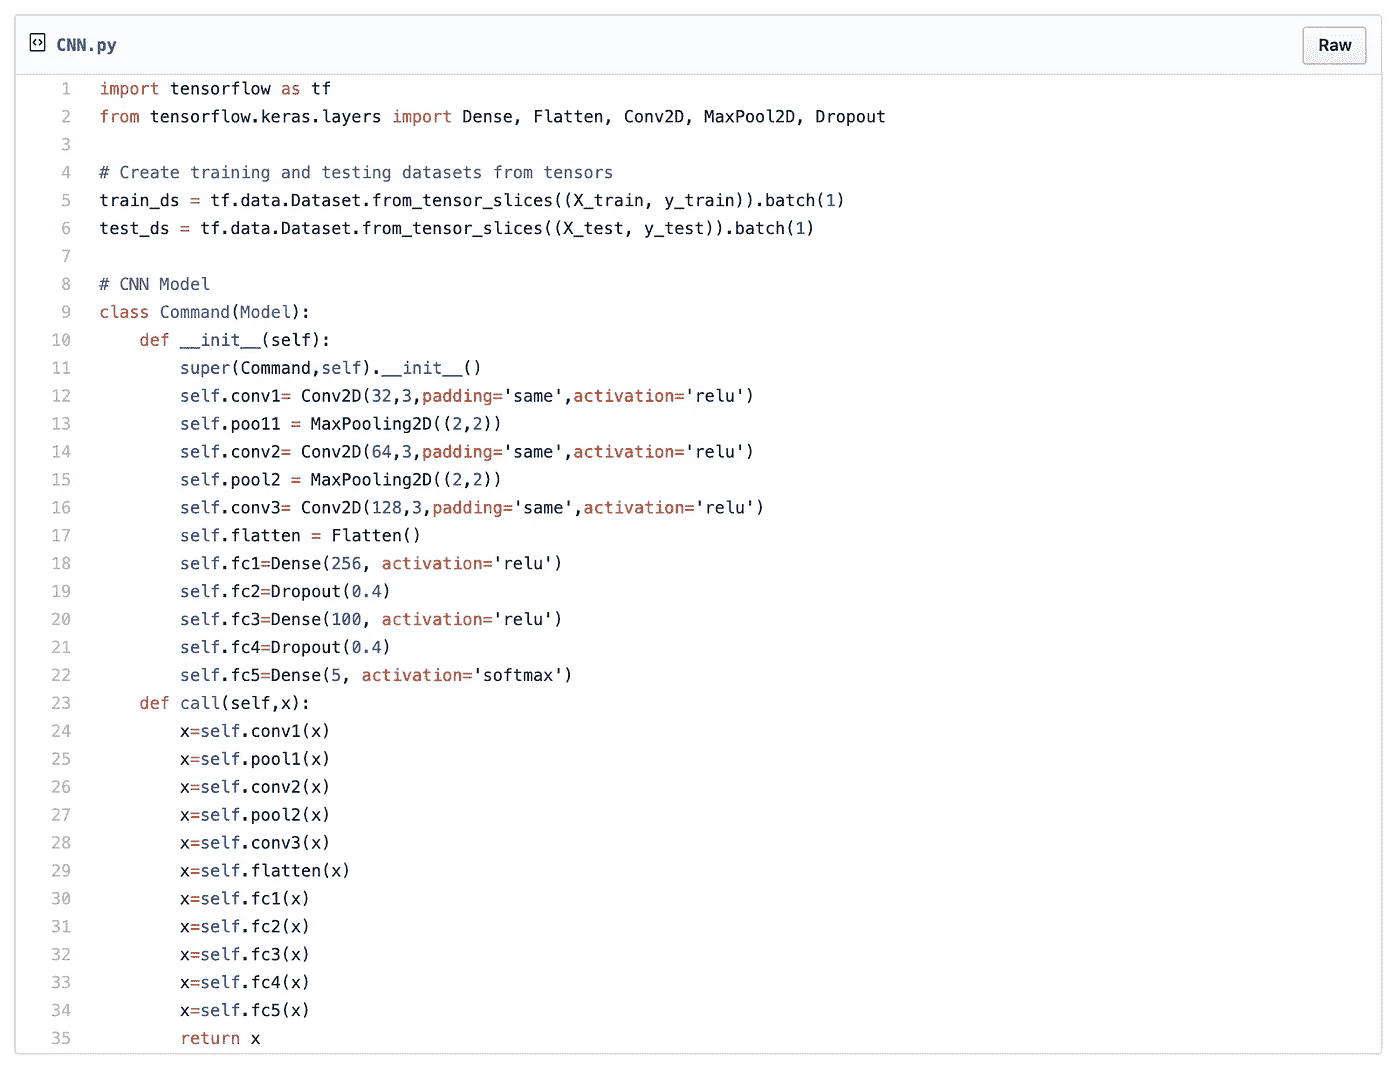 CNN.py
Raw
1 import tensorflow as tf
2 from tensorflow.keras.layers import Dense, Flatten, Conv2D, MaxPool2D, Dropout
3
4 # Create training and testing datasets from tensors
5 train_ds = tf.data.Dataset.from_tensor_slices((X_train, y_train)).batch(1)
6 test_ds = tf.data.Dataset.from_tensor_slices((X_test, y_test)).batch(1)
7
8 # CNN Model
9 class Command(Model):
10     def __init__(self):
11         super(Command,self).__init__()
12         self.conv1= Conv2D(32,3,padding='same',activation='relu')
13         self.poo11 = MaxPooling2D((2,2))
14         self.conv2= Conv2D(64,3,padding='same',activation='relu')
15         self.pool2 = MaxPooling2D((2,2))
16         self.conv3= Conv2D(128,3,padding='same',activation='relu')
17         self.flatten = Flatten()
18         self.fc1=Dense(256, activation='relu')
19         self.fc2=Dropout(0.4)
20         self.fc3=Dense(100, activation='relu')
21         self.fc4=Dropout(0.4)
22         self.fc5=Dense(5, activation='softmax')
23     def call(self,x):
24         x=self.conv1(x)
25         x=self.pool1(x)
26         x=self.conv2(x)
27         x=self.pool2(x)
28         x=self.conv3(x)
29         x=self.flatten(x)
30         x=self.fc1(x)
31         x=self.fc2(x)
32         x=self.fc3(x)
33         x=self.fc4(x)
34         x=self.fc5(x)
35         return x